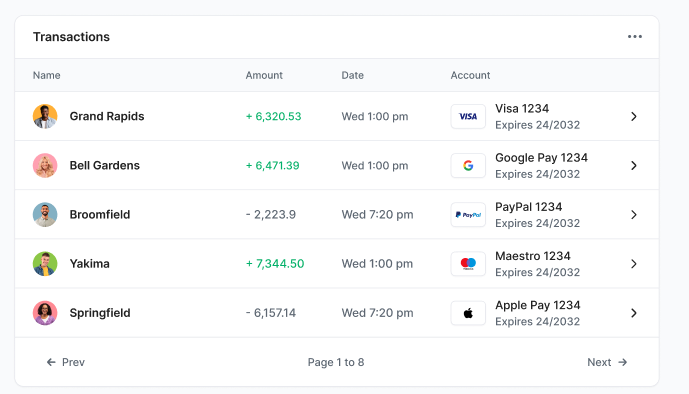 Transactions
Name Amount Date Account
Grand Rapids + 6,320.53 Wed 1:00 pm VISA Visa 1234
Expires 24/2032
Bell Gardens + 6,471.39 Wed 1:00 pm Google Pay 1234
Expires 24/2032
Broomfield - 2,223.9 Wed 7:20 pm PayPal PayPal 1234
Expires 24/2032
Yakima + 7,344.50 Wed 1:00 pm Maestro 1234
Expires 24/2032
Springfield - 6,157.14 Wed 7:20 pm Apple Pay 1234
Expires 24/2032
Prev Page 1 to 8 Next